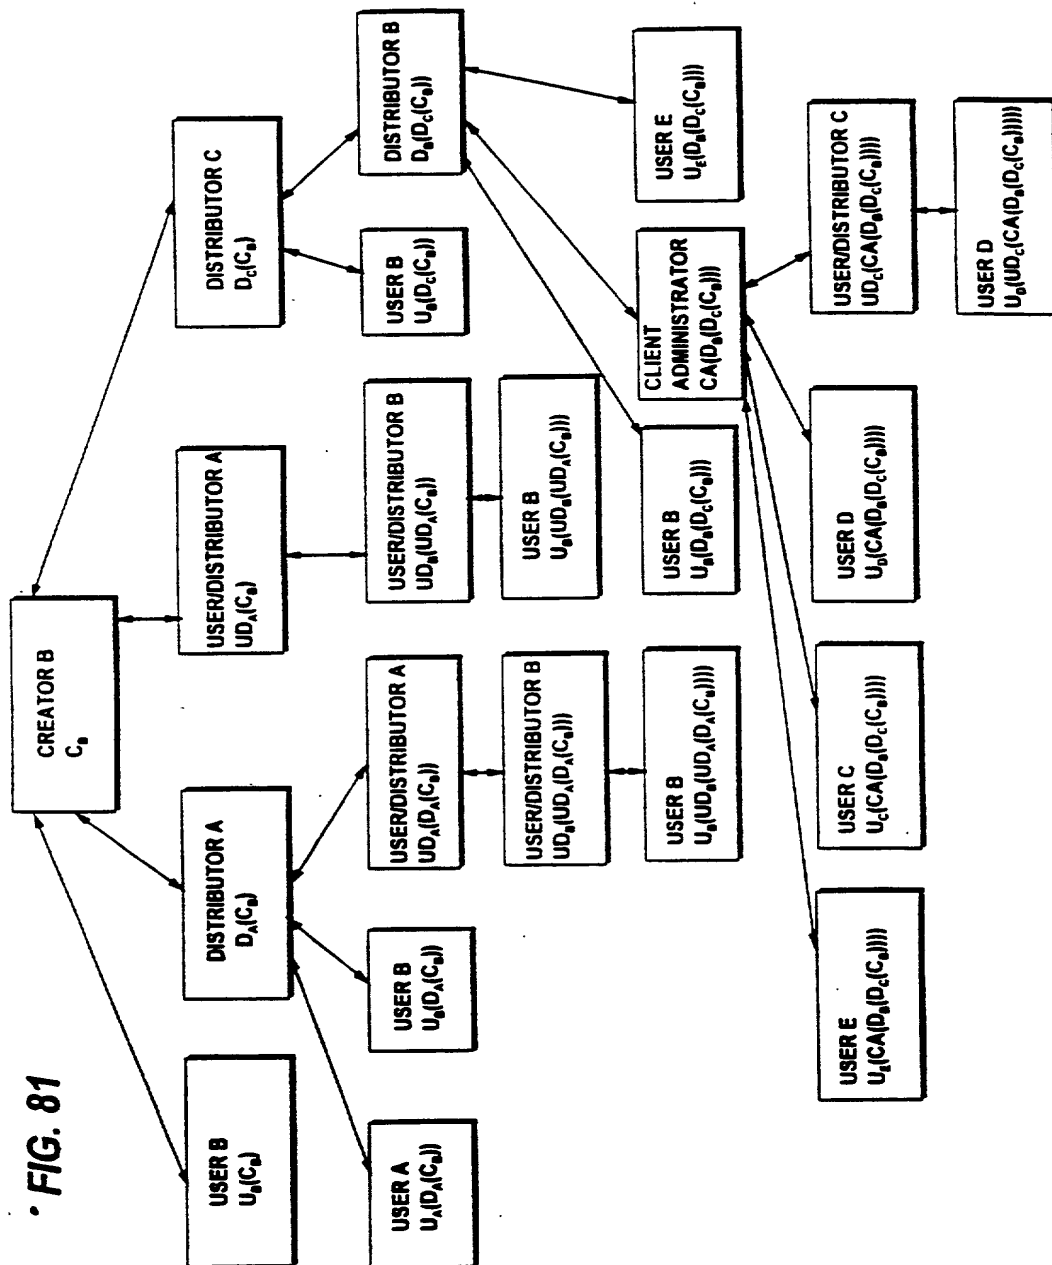 FIG. 81
CREATOR B
C_B
USER B
U_B(C_B)
DISTRIBUTOR A
D_A(C_B)
USER/DISTRIBUTOR A
UD_A(C_B)
DISTRIBUTOR C
D_C(C_B)
USER A
U_A(D_A(C_B))
USER B
U_B(D_A(C_B))
USER/DISTRIBUTOR A
UD_A(D_A(C_B))
USER/DISTRIBUTOR B
UD_B(UD_A(C_B))
USER B
U_B(D_C(C_B))
DISTRIBUTOR B
D_B(D_C(C_B))
USER/DISTRIBUTOR B
UD_B(UD_A(D_A(C_B)))
USER B
U_B(UD_B(UD_A(C_B)))
USER B
U_B(UD_B(UD_A(D_A(C_B))))
USER B
U_B(D_B(D_C(C_B)))
CLIENT
ADMINISTRATOR
CA(D_B(D_C(C_B)))
USER E
U_E(D_B(D_C(C_B)))
USER E
U_E(CA(D_B(D_C(C_B))))
USER C
U_C(CA(D_B(D_C(C_B))))
USER D
U_D(CA(D_B(D_C(C_B))))
USER/DISTRIBUTOR C
UD_C(CA(D_B(D_C(C_B))))
USER D
U_D(UD_C(CA(D_B(D_C(C_B)))))